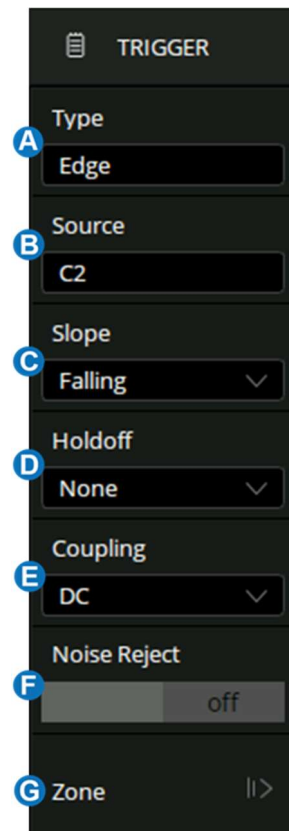 TRIGGER
Type
A
Edge
Source
B
C2
Slope
C
Falling
Holdoff
D
None
Coupling
E
DC
Noise Reject
F
off
G Zone